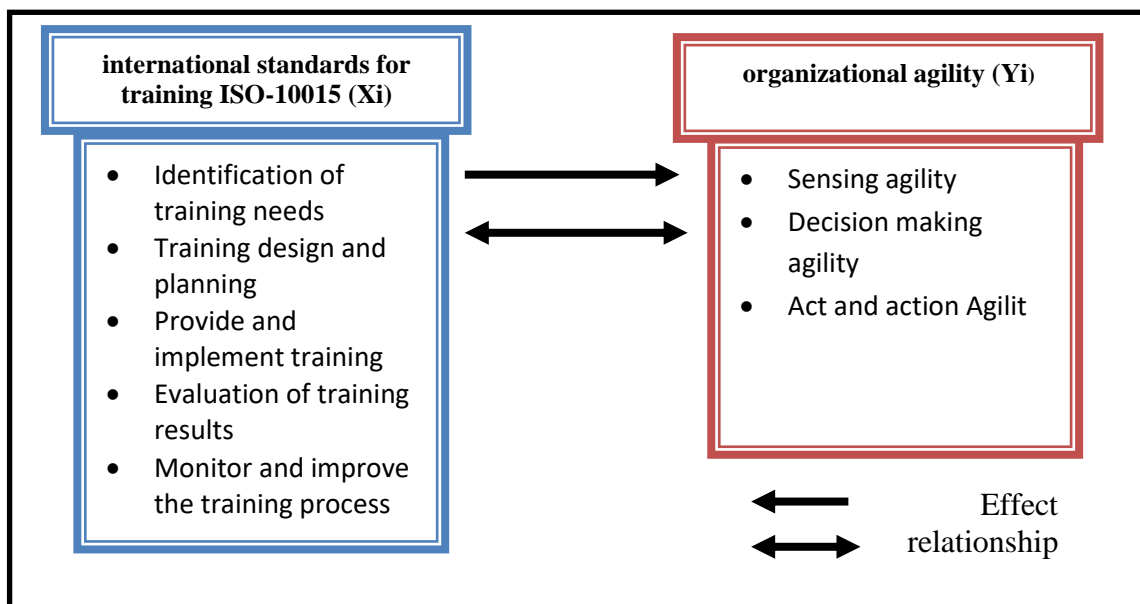 international standards for
training ISO-10015 (Xi)
• Identification of
training needs
• Training design and
planning
• Provide and
implement training
• Evaluation of training
results
• Monitor and improve
the training process
organizational agility (Yi)
• Sensing agility
• Decision making
agility
• Act and action Agilit
Effect
relationship